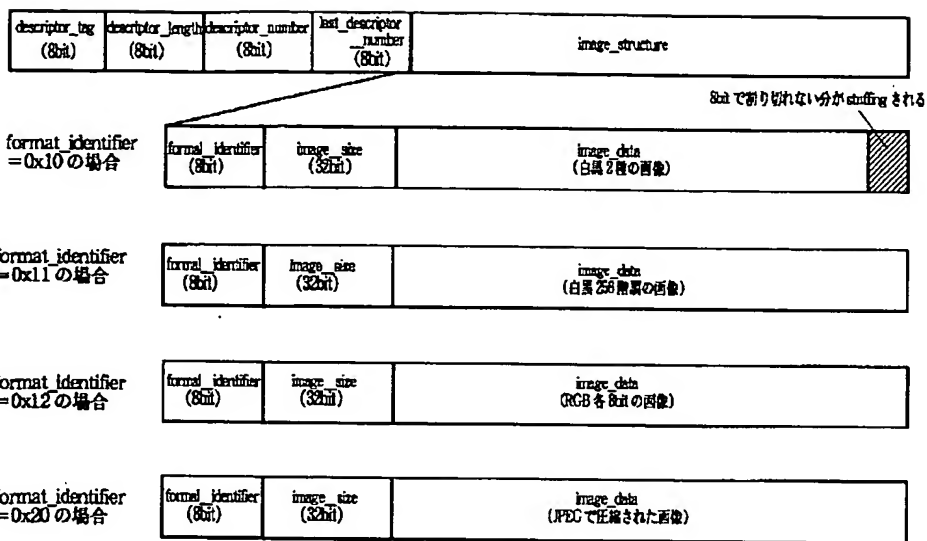 descriptor_tag
(8bit)
descriptor_length
(8bit)
descriptor_number
(8bit)
last_descriptor
_number
(8bit)
image_structure
8bitで割り切れない分がstuffingされる
format_identifier
=0x10の場合
format_identifier
(8bit)
image_size
(32bit)
image_data
(白黒2種の画像)
format_identifier
=0x11の場合
format_identifier
(8bit)
image_size
(32bit)
image_data
(白黒256階調の画像)
format_identifier
=0x12の場合
format_identifier
(8bit)
image_size
(32bit)
image_data
(RGB各8bitの画像)
format_identifier
=0x20の場合
format_identifier
(8bit)
image_size
(32bit)
image_data
(JPEGで圧縮された画像)